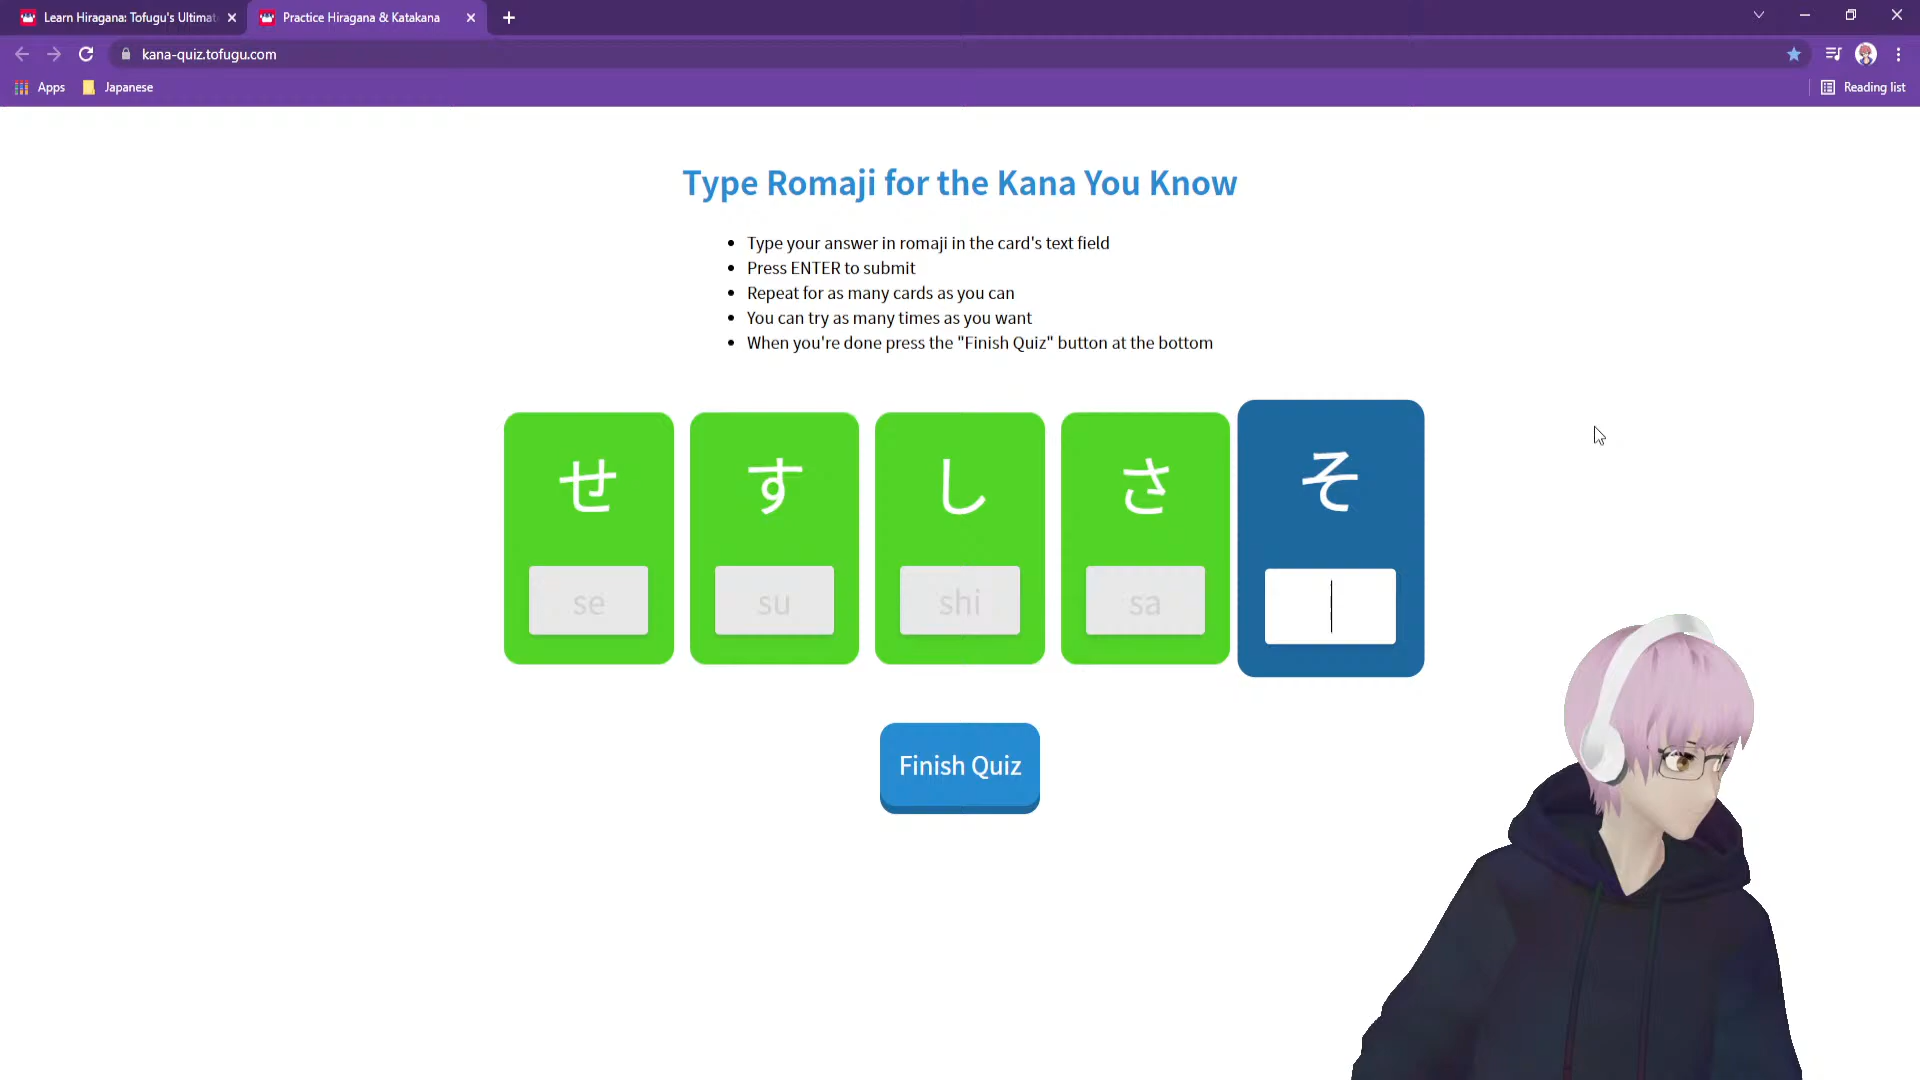 Learn Hiragana: Tofugu's Ultimat
Practice Hiragana & Katakana
kana-quiz.tofugu.com
Apps
Japanese
Reading list
Type Romaji for the Kana You Know
Type your answer in romaji in the card's text field
Press ENTER to submit
Repeat for as many cards as you can
You can try as many times as you want
When you're done press the "Finish Quiz" button at the bottom
せ す し さ そ
se su shi sa
Finish Quiz